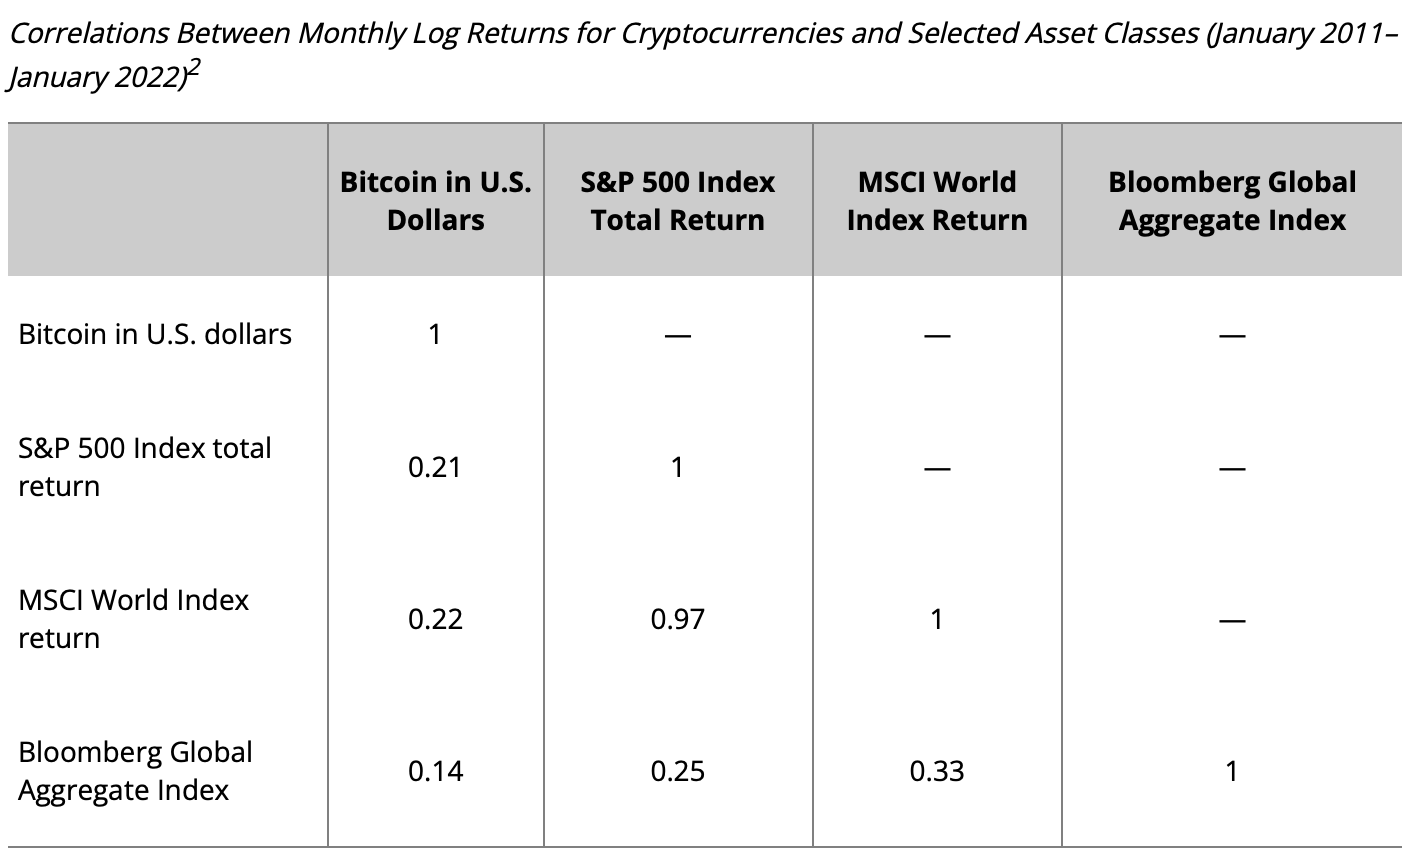 Correlations Between Monthly Log Returns for Cryptocurrencies and Selected Asset Classes (January 2011–
January 2022)2
Bitcoin in U.S. Dollars S&P 500 Index Total Return MSCI World Index Return Bloomberg Global Aggregate Index
Bitcoin in U.S. dollars 1 — — —
S&P 500 Index total return 0.21 1 — —
MSCI World Index return 0.22 0.97 1 —
Bloomberg Global Aggregate Index 0.14 0.25 0.33 1